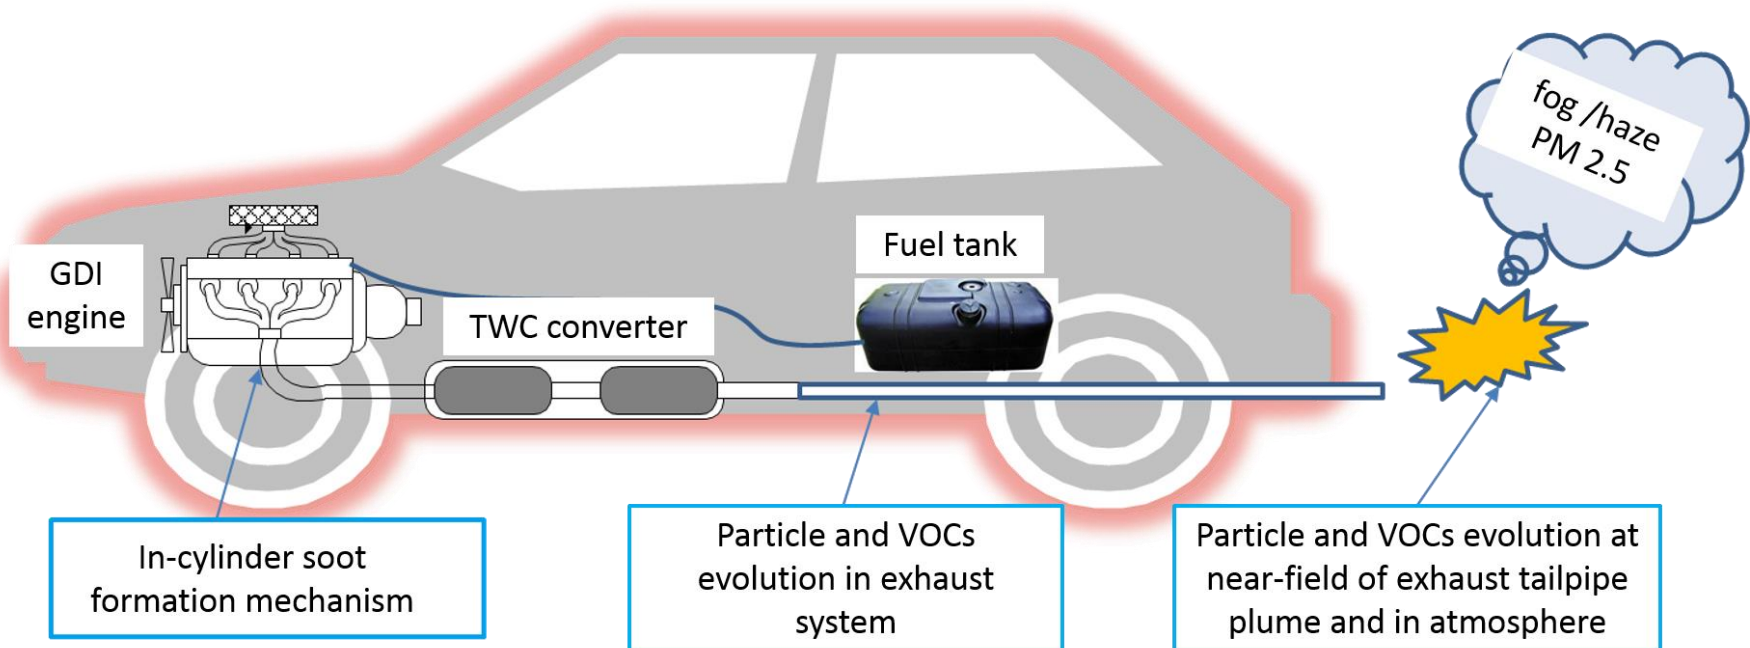 fog /haze
PM 2.5
Fuel tank
GDI
engine
TWC converter
In-cylinder soot
formation mechanism
Particle and VOCs
evolution in exhaust
system
Particle and VOCs evolution at
near-field of exhaust tailpipe
plume and in atmosphere